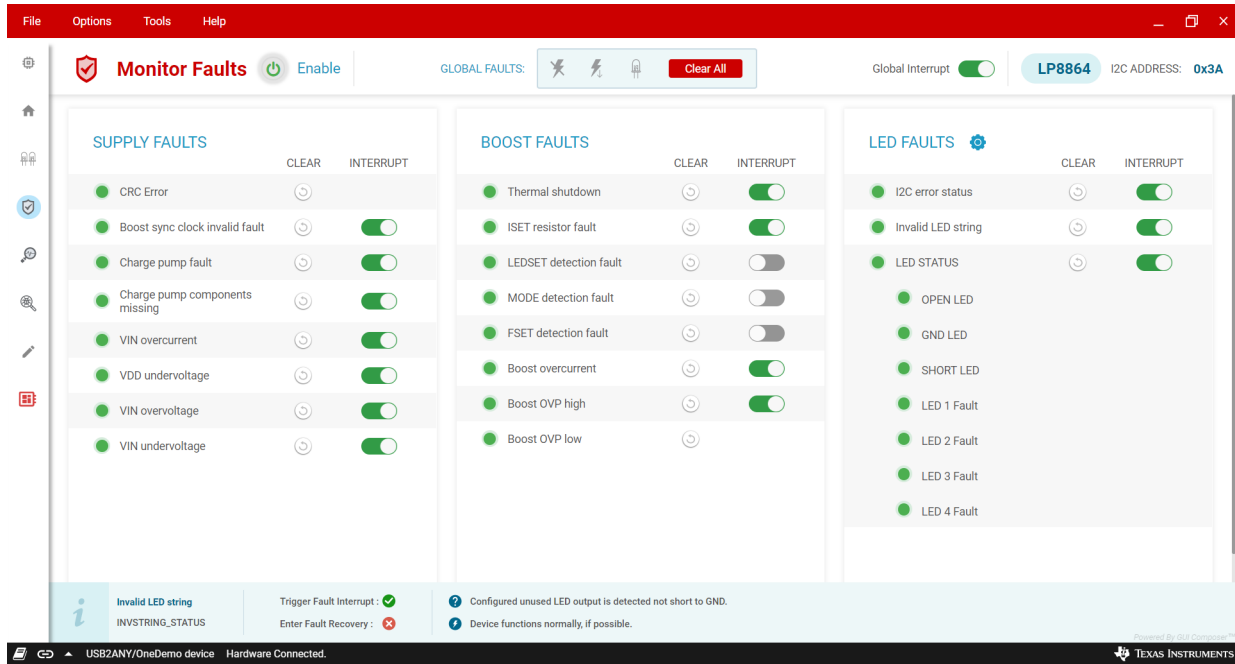 File Options Tools Help
Monitor Faults Enable GLOBAL FAULTS: Clear All Global Interrupt LP8864 I2C ADDRESS: 0x3A
SUPPLY FAULTS
CLEAR INTERRUPT
CRC Error
Boost sync clock invalid fault
Charge pump fault
Charge pump components
missing
VIN overcurrent
VDD undervoltage
VIN overvoltage
VIN undervoltage
BOOST FAULTS
CLEAR INTERRUPT
Thermal shutdown
ISET resistor fault
LEDSET detection fault
MODE detection fault
FSET detection fault
Boost overcurrent
Boost OVP high
Boost OVP low
LED FAULTS
CLEAR INTERRUPT
I2C error status
Invalid LED string
LED STATUS
OPEN LED
GND LED
SHORT LED
LED 1 Fault
LED 2 Fault
LED 3 Fault
LED 4 Fault
Invalid LED string
INVSTRING_STATUS
Trigger Fault Interrupt :
Enter Fault Recovery :
Configured unused LED output is detected not short to GND.
Device functions normally, if possible.
Powered By GUI Composer™
USB2ANY/OneDemo device Hardware Connected. TEXAS INSTRUMENTS